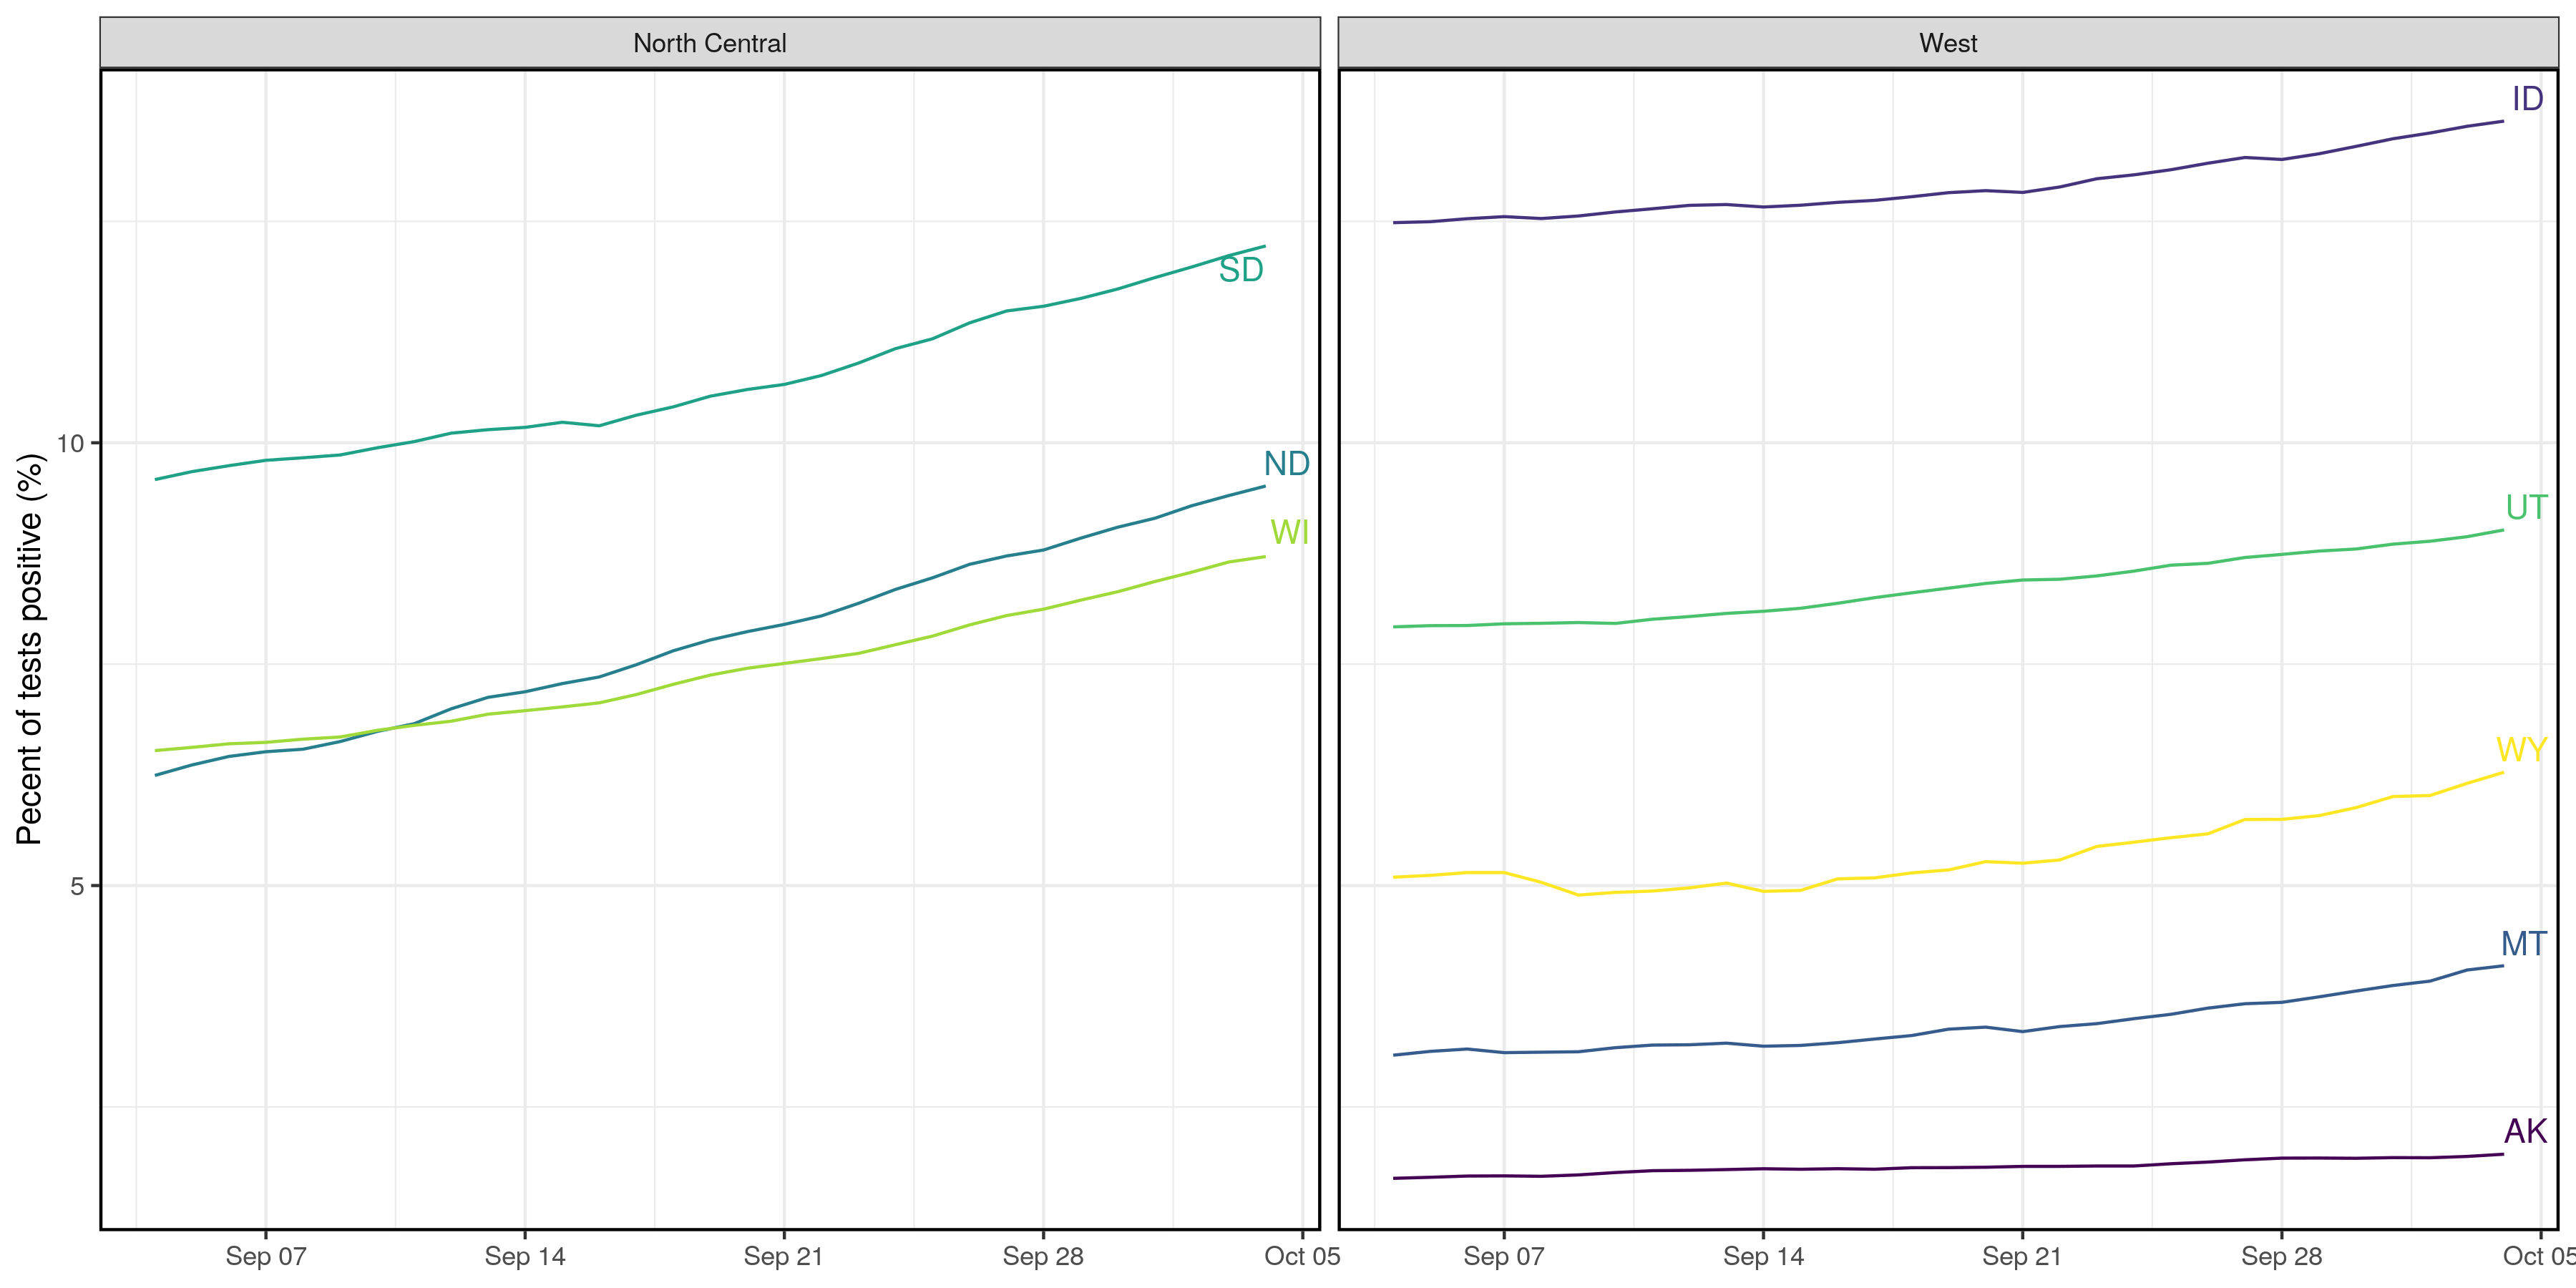 North Central
West
Pecent of tests positive (%)
10
5
SD
ND
WI
ID
UT
WY
MT
AK
Sep 07
Sep 14
Sep 21
Sep 28
Oct 05
Sep 07
Sep 14
Sep 21
Sep 28
Oct 05